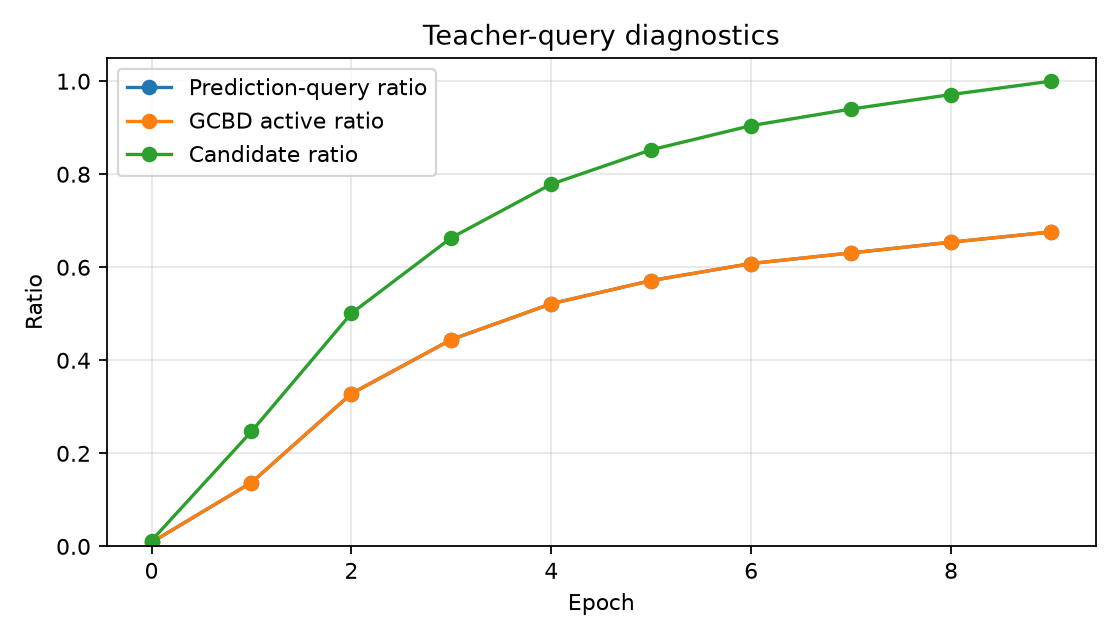 Teacher-query diagnostics
Prediction-query ratio
GCBD active ratio
Candidate ratio
1.0
0.8
0.6
0.4
0.2
0.0
Ratio
0 2 4 6 8
Epoch